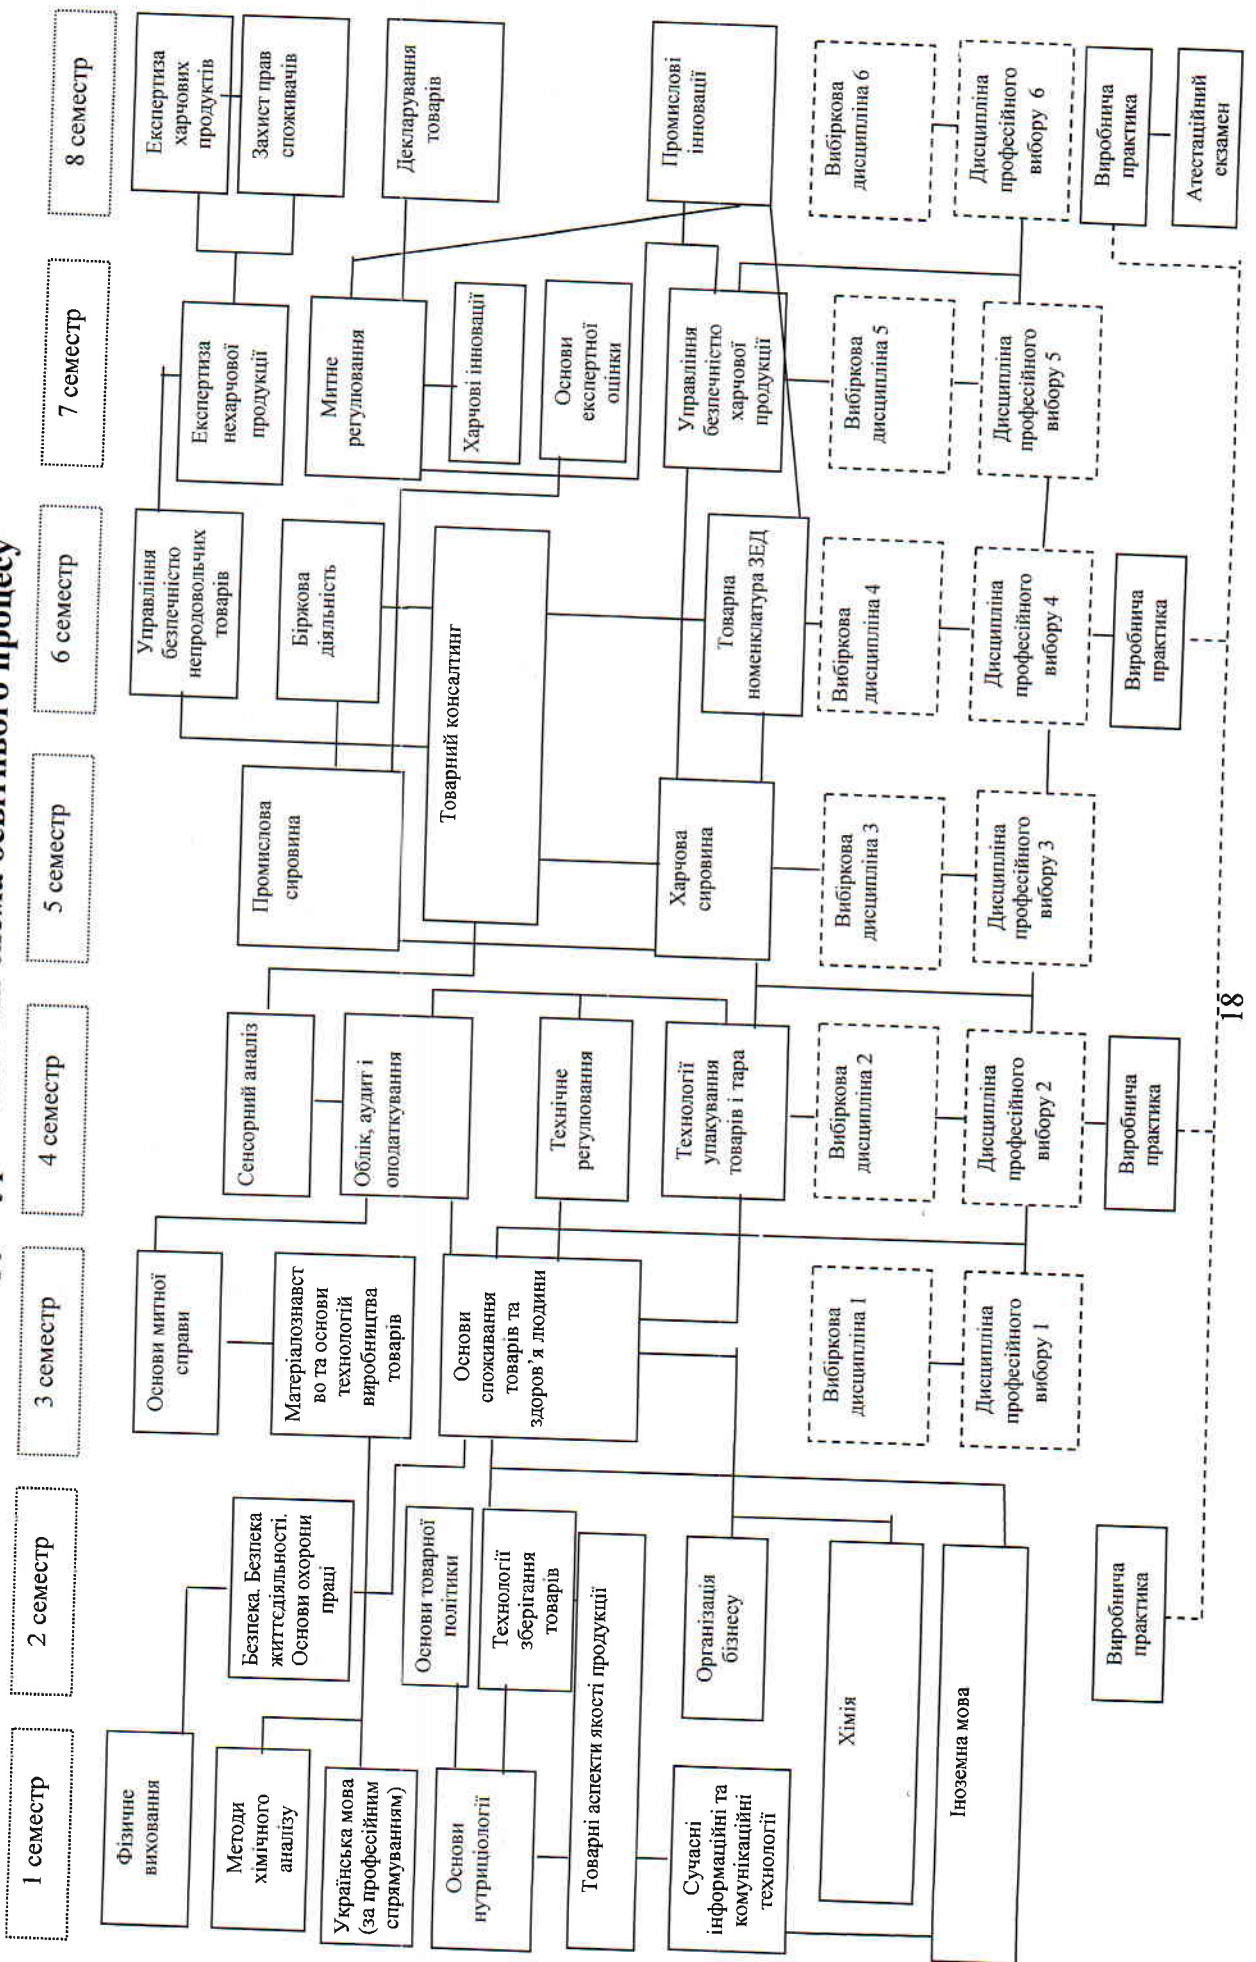 освітнього процесу
1 семестр
2 семестр
3 семестр
4 семестр
5 семестр
6 семестр
7 семестр
8 семестр
Фізичне
виховання
Методи
хімічного
аналізу
Українська мова
(за професійним
спрямуванням)
Основи
нутриціології
Товарні аспекти якості продукції
Сучасні
інформаційні та
комунікаційні
технології
Хімія
Іноземна мова
Безпека. Безпека
життєдіяльності.
Основи охорони
праці
Основи товарної
політики
Технології
зберігання
товарів
Організація
бізнесу
Виробнича
практика
Основи митної
справи
Матеріалознавст
во та основи
технологій
виробництва
товарів
Основи
споживання
товарів та
здоров’я людини
Вибіркова
дисципліна 1
Дисципліна
професійного
вибору 1
Сенсорний аналіз
Облік, аудит і
оподаткування
Технічне
регулювання
Технології
упакування
товарів і тара
Вибіркова
дисципліна 2
Дисципліна
професійного
вибору 2
Виробнича
практика
Промислова
сировина
Товарний консалтинг
Харчова
сировина
Вибіркова
дисципліна 3
Дисципліна
професійного
вибору 3
Управління
безпечністю
непродовольчих
товарів
Біржова
діяльність
Товарна
номенклатура ЗЕД
Вибіркова
дисципліна 4
Дисципліна
професійного
вибору 4
Виробнича
практика
Експертиза
нехарчової
продукції
Митне
регулювання
Харчові інновації
Основи
експертної
оцінки
Управління
безпечністю
харчової
продукції
Вибіркова
дисципліна 5
Дисципліна
професійного
вибору 5
Експертиза
харчових
продуктів
Захист прав
споживачів
Декларування
товарів
Промислові
інновації
Вибіркова
дисципліна 6
Дисципліна
професійного
вибору 6
Виробнича
практика
Атестаційний
екзамен
18